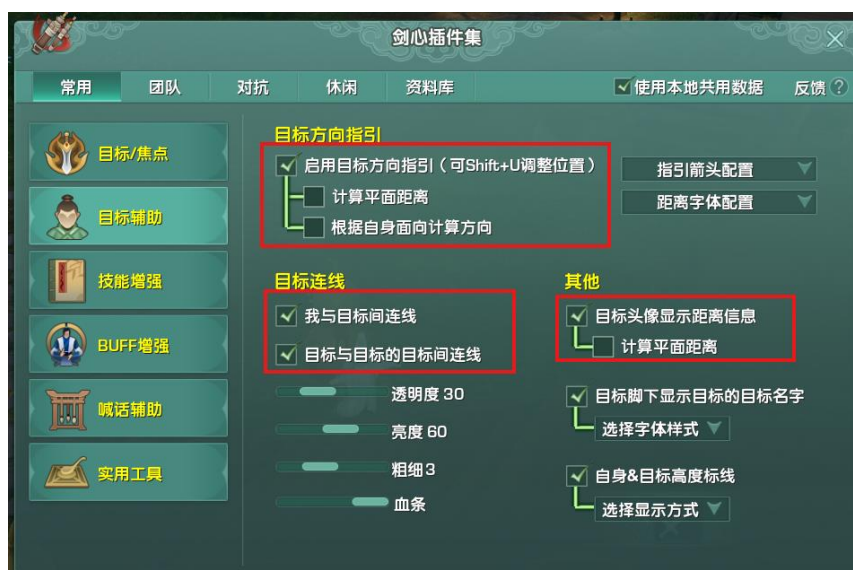 剑心插件集
常用 团队 对抗 休闲 资料库 使用本地共用数据 反馈 ?
目标/焦点
目标辅助
技能增强
BUFF增强
喊话辅助
实用工具
目标方向指引
启用目标方向指引（可Shift+U调整位置）
计算平面距离
根据自身面向计算方向
指引箭头配置
距离字体配置
目标连线
我与目标间连线
目标与目标的目标间连线
透明度 30
亮度 60
粗细3
血条
其他
目标头像显示距离信息
计算平面距离
目标脚下显示目标的目标名字
选择字体样式
自身&目标高度标线
选择显示方式